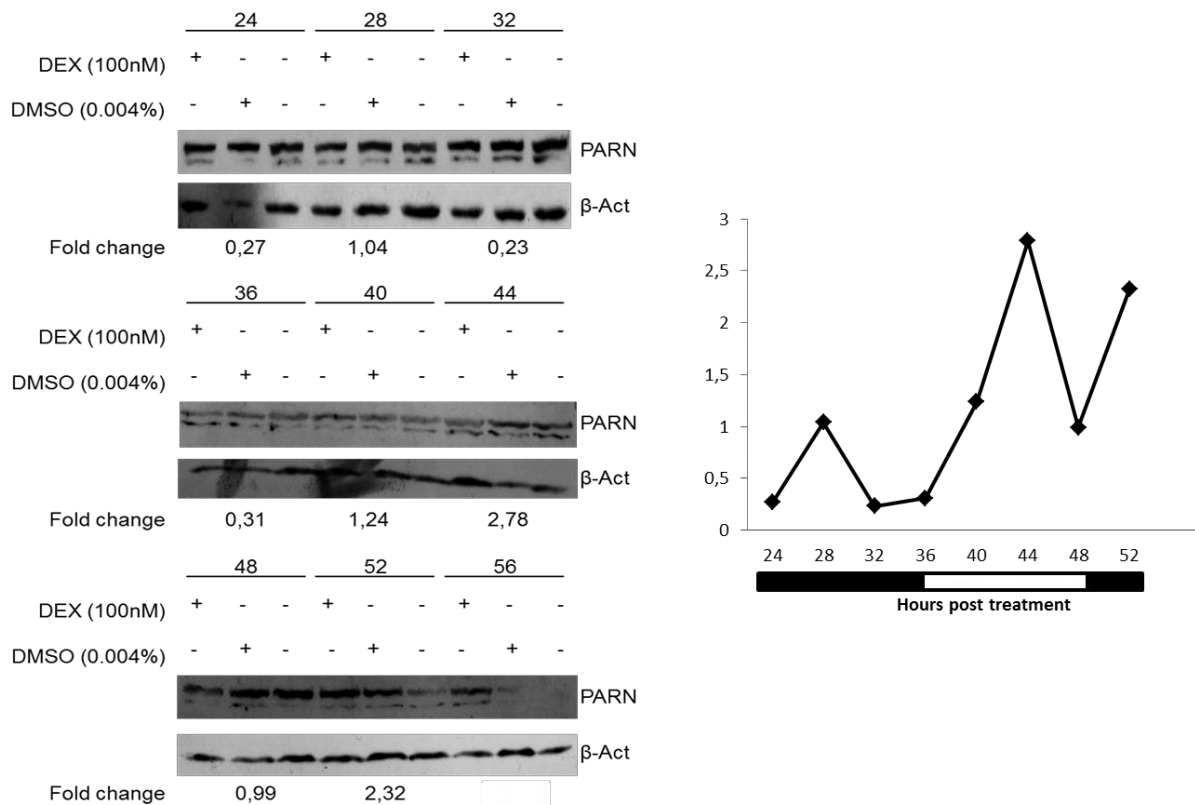 24 28 32
DEX (100nM) + - - + - - + - -
DMSO (0.004%) - + - - + - - + -
PARN
β-Act
Fold change 0,27 1,04 0,23
36 40 44
DEX (100nM) + - - + - - + - -
DMSO (0.004%) - + - - + - - + -
PARN
β-Act
Fold change 0,31 1,24 2,78
48 52 56
DEX (100nM) + - - + - - + - -
DMSO (0.004%) - + - - + - - + -
PARN
β-Act
Fold change 0,99 2,32
3
2,5
2
1,5
1
0,5
0
24 28 32 36 40 44 48 52
Hours post treatment